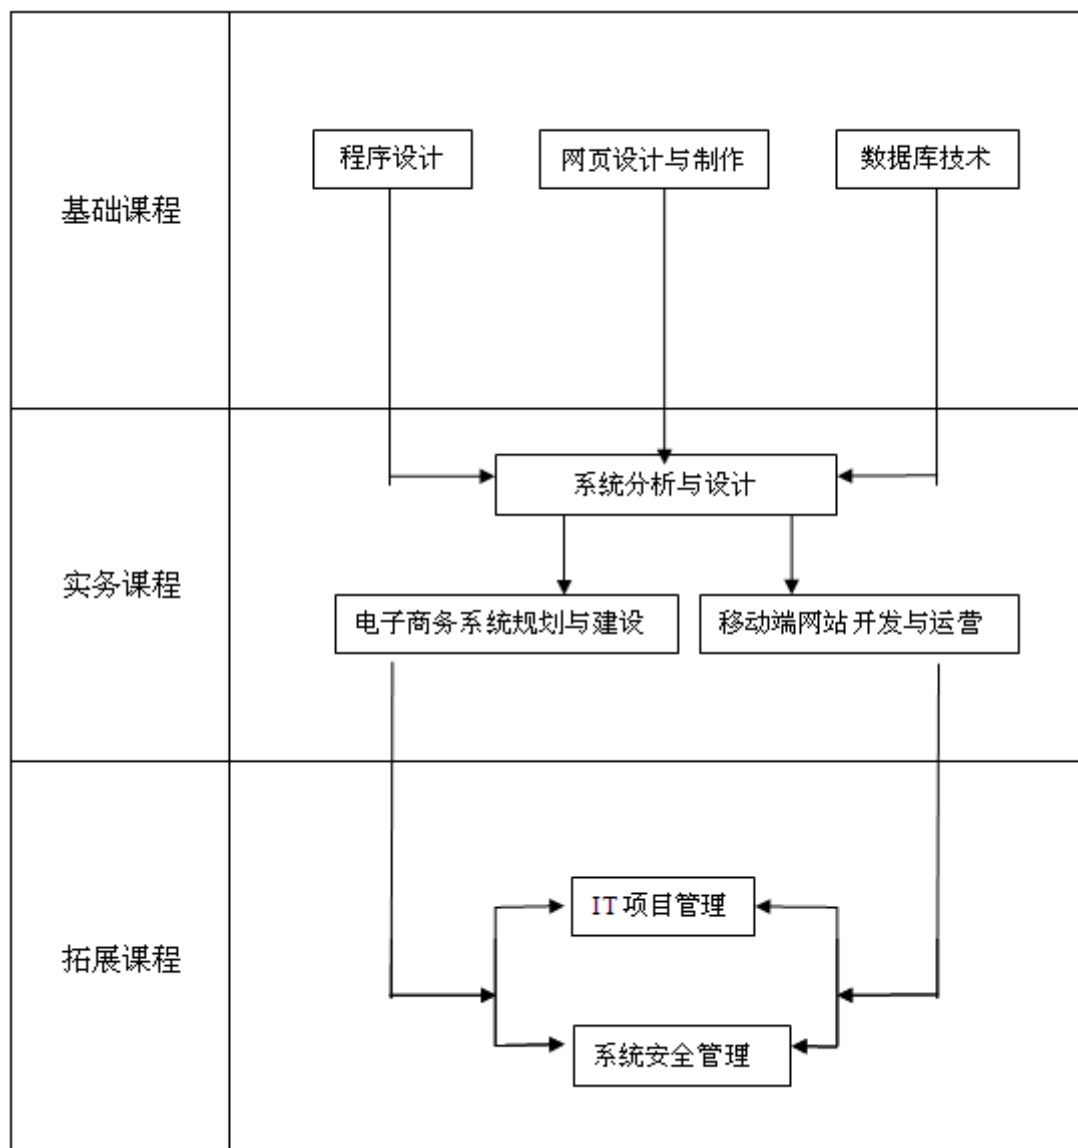 基础课程
程序设计
网页设计与制作
数据库技术
实务课程
系统分析与设计
电子商务系统规划与建设
移动端网站开发与运营
拓展课程
IT 项目管理
系统安全管理